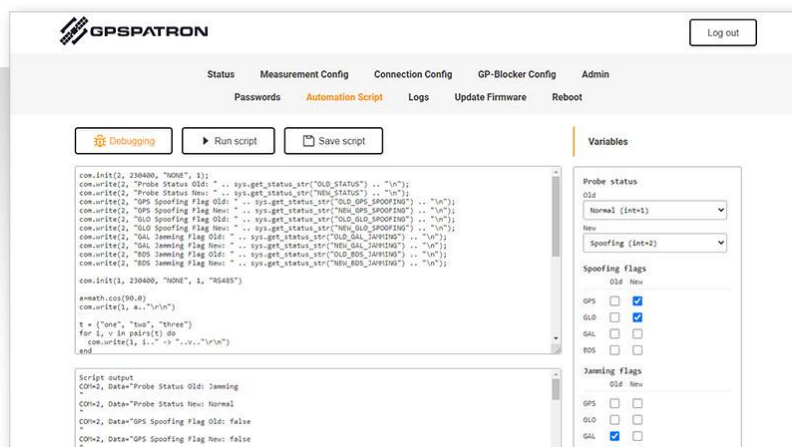 GPSPATRON
Log out
Status Measurement Config Connection Config GP-Blocker Config Admin
Passwords Automation Script Logs Update Firmware Reboot
Debugging Run script Save script Variables
com.init(2, 230400, "NONE", 1);
com.write(2, "Probe Status Old: " .. sys.get_status_str("OLD_STATUS") .. "\n");
com.write(2, "Probe Status New: " .. sys.get_status_str("NEW_STATUS") .. "\n");
com.write(2, "GPS Spoofing Flag Old: " .. sys.get_status_str("OLD_GPS_SPOOFING") .. "\n");
com.write(2, "GPS Spoofing Flag New: " .. sys.get_status_str("NEW_GPS_SPOOFING") .. "\n");
com.write(2, "GLO Spoofing Flag Old: " .. sys.get_status_str("OLD_GLO_SPOOFING") .. "\n");
com.write(2, "GLO Spoofing Flag New: " .. sys.get_status_str("NEW_GLO_SPOOFING") .. "\n");
com.write(2, "GAL Jamming Flag Old: " .. sys.get_status_str("OLD_GAL_JAMMING") .. "\n");
com.write(2, "GAL Jamming Flag New: " .. sys.get_status_str("NEW_GAL_JAMMING") .. "\n");
com.write(2, "BDS Jamming Flag Old: " .. sys.get_status_str("OLD_BDS_JAMMING") .. "\n");
com.write(2, "BDS Jamming Flag New: " .. sys.get_status_str("NEW_BDS_JAMMING") .. "\n");
com.init(1, 230400, "NONE", 1, "RS485")
a=math.cos(90.0)
com.write(1, a.."\r\n")
t = {"one", "two", "three"}
for i, v in pairs(t) do
com.write(1, i.." -> "..v.."\r\n")
end
Script output
COM=2, Data="Probe Status Old: Jamming
"
COM=2, Data="Probe Status New: Normal
"
COM=2, Data="GPS Spoofing Flag Old: false
"
COM=2, Data="GPS Spoofing Flag New: false
"
Probe status
Old
Normal (int=1)
New
Spoofing (int=2)
Spoofing flags
Old New
GPS
GLO
GAL
BDS
Jamming flags
Old New
GPS
GLO
GAL